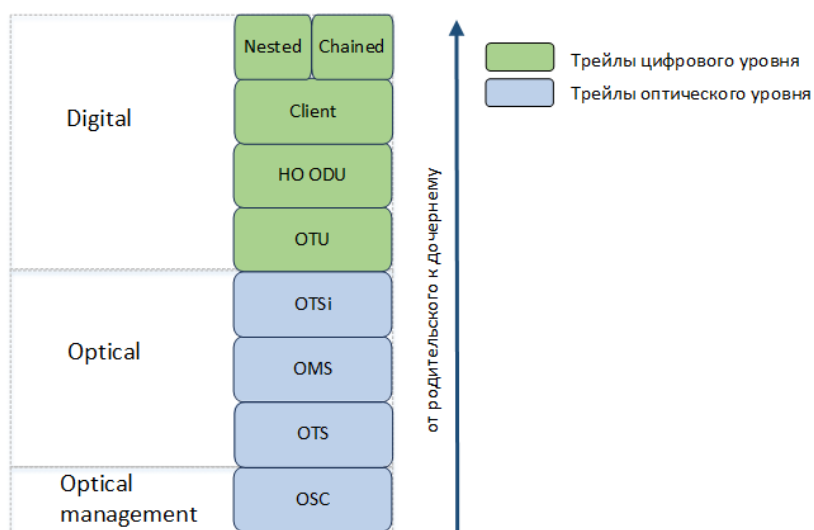 Nested
Chained
Трейлы цифрового уровня
Трейлы оптического уровня
Digital
Client
HO ODU
OTU
от родительского к дочернему
OTSi
Optical
OMS
OTS
Optical
management
OSC